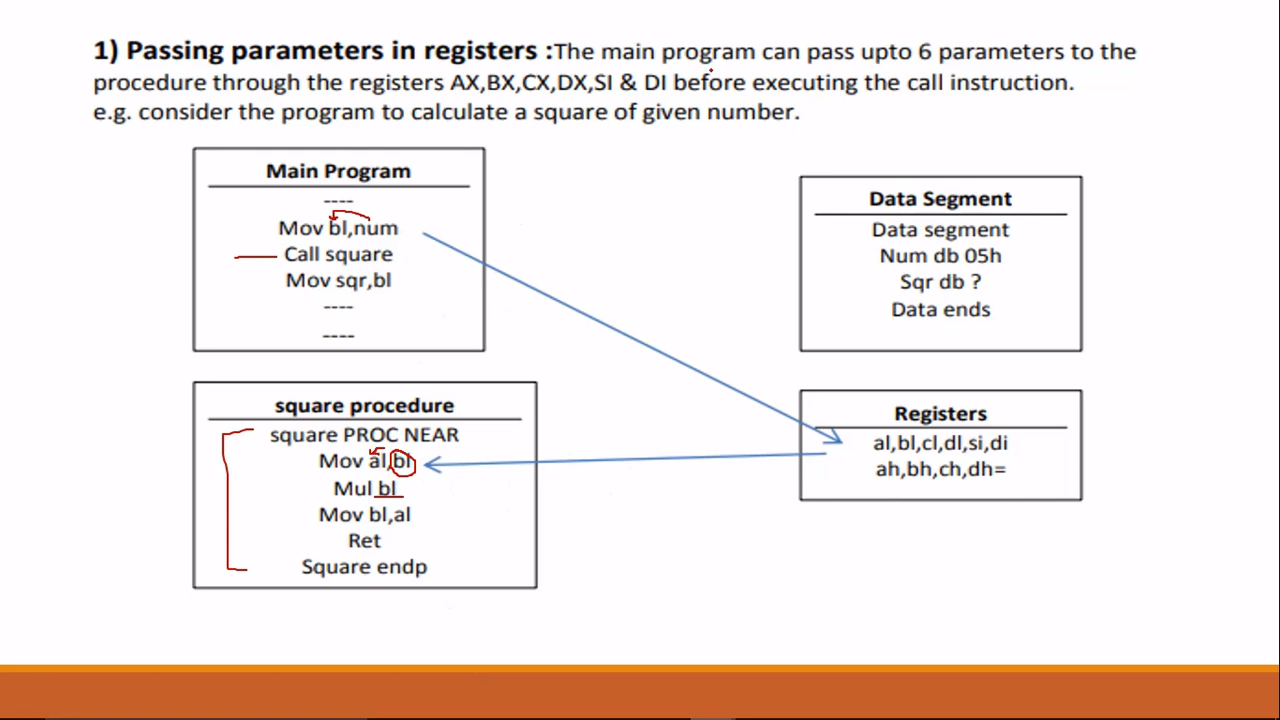 1) Passing parameters in registers :The main program can pass upto 6 parameters to the
procedure through the registers AX,BX,CX,DX,SI & DI before executing the call instruction.
e.g. consider the program to calculate a square of given number.
Main Program
----
Mov bl,num
Call square
Mov sqr,bl
----
----
Data Segment
Data segment
Num db 05h
Sqr db ?
Data ends
square procedure
square PROC NEAR
Mov al,bl
Mul bl
Mov bl,al
Ret
Square endp
Registers
al,bl,cl,dl,si,di
ah,bh,ch,dh=